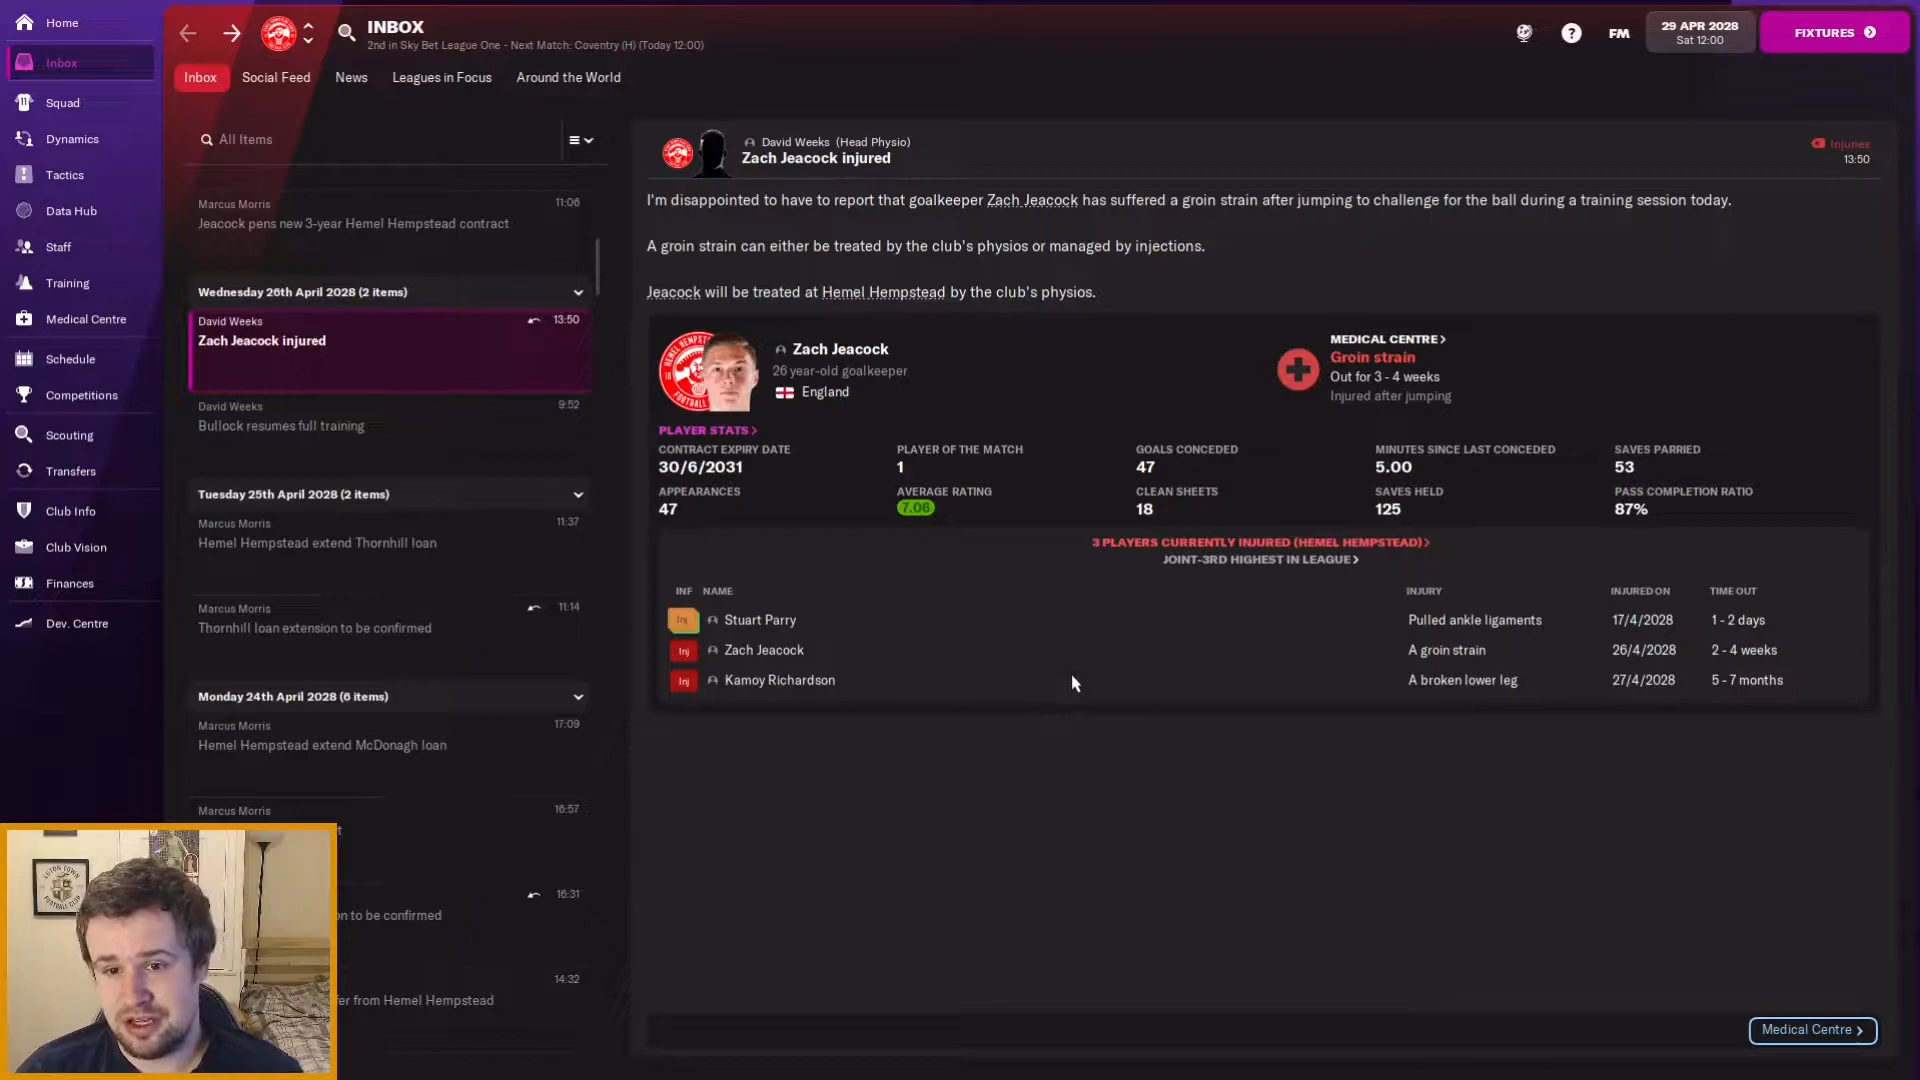 Home
Inbox
Squad
Dynamics
Tactics
Data Hub
Staff
Training
Medical Centre
Schedule
Competitions
Scouting
Transfers
Club Info
Club Vision
Finances
Dev. Centre
INBOX
2nd in Sky Bet League One - Next Match: Coventry (H) (Today 12:00)
FM
29 APR 2028
Sat 12:00
FIXTURES
Inbox
Social Feed
News
Leagues in Focus
Around the World
All Items
Marcus Morris
11:06
Jeacock pens new 3-year Hemel Hempstead contract
Wednesday 26th April 2028 (2 items)
David Weeks
13:50
Zach Jeacock injured
David Weeks
9:52
Bullock resumes full training
Tuesday 25th April 2028 (2 items)
Marcus Morris
11:37
Hemel Hempstead extend Thornhill loan
Marcus Morris
11:14
Thornhill loan extension to be confirmed
Monday 24th April 2028 (6 items)
Marcus Morris
17:09
Hemel Hempstead extend McDonagh loan
Marcus Morris
16:57
16:31
on to be confirmed
14:32
fer from Hemel Hempstead
LUTON TOWN
FOOTBALL CLUB
David Weeks (Head Physio)
Zach Jeacock injured
Injuries
13:50
I'm disappointed to have to report that goalkeeper Zach Jeacock has suffered a groin strain after jumping to challenge for the ball during a training session today.
A groin strain can either be treated by the club's physios or managed by injections.
Jeacock will be treated at Hemel Hempstead by the club's physios.
Zach Jeacock
26 year-old goalkeeper
England
MEDICAL CENTRE
Groin strain
Out for 3 - 4 weeks
Injured after jumping
PLAYER STATS
CONTRACT EXPIRY DATE
30/6/2031
PLAYER OF THE MATCH
1
GOALS CONCEDED
47
MINUTES SINCE LAST CONCEDED
5.00
SAVES PARRIED
53
APPEARANCES
47
AVERAGE RATING
7.06
CLEAN SHEETS
18
SAVES HELD
125
PASS COMPLETION RATIO
87%
3 PLAYERS CURRENTLY INJURED (HEMEL HEMPSTEAD)
JOINT-3RD HIGHEST IN LEAGUE
INF NAME INJURY INJURED ON TIME OUT
Inj Stuart Parry Pulled ankle ligaments 17/4/2028 1 - 2 days
Inj Zach Jeacock A groin strain 26/4/2028 2 - 4 weeks
Inj Kamoy Richardson A broken lower leg 27/4/2028 5 - 7 months
Medical Centre